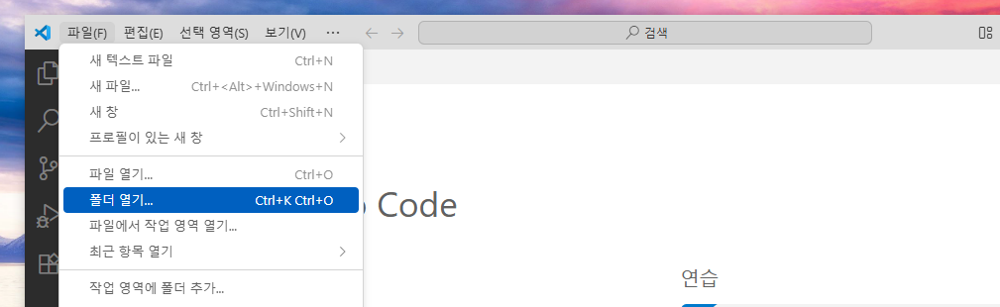 파일(F) 편집(E) 선택 영역(S) 보기(V) ··· 검색
새 텍스트 파일 Ctrl+N
새 파일... Ctrl+<Alt>+Windows+N
새 창 Ctrl+Shift+N
프로필이 있는 새 창
파일 열기... Ctrl+O
폴더 열기... Ctrl+K Ctrl+O
Code
파일에서 작업 영역 열기...
최근 항목 열기
연습
작업 영역에 폴더 추가...